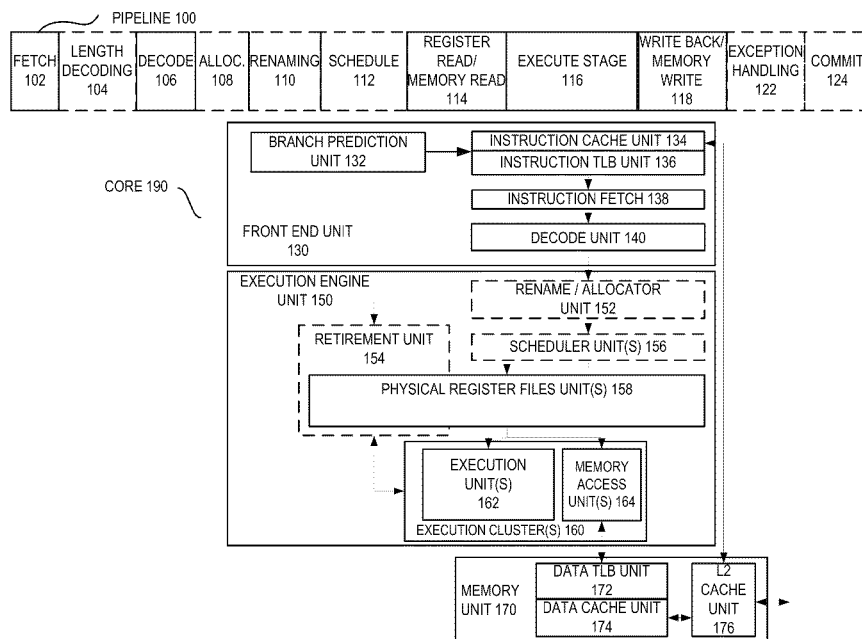 PIPELINE 100
FETCH
102
LENGTH
DECODING
104
DECODE
106
ALLOC.
108
RENAMING
110
SCHEDULE
112
REGISTER
READ/
MEMORY READ
114
EXECUTE STAGE
116
WRITE BACK/
MEMORY
WRITE
118
EXCEPTION
HANDLING
122
COMMIT
124
BRANCH PREDICTION
UNIT 132
INSTRUCTION CACHE UNIT 134
INSTRUCTION TLB UNIT 136
CORE 190
INSTRUCTION FETCH 138
FRONT END UNIT
130
DECODE UNIT 140
EXECUTION ENGINE
UNIT 150
RENAME / ALLOCATOR
UNIT 152
RETIREMENT UNIT
154
SCHEDULER UNIT(S) 156
PHYSICAL REGISTER FILES UNIT(S) 158
EXECUTION
UNIT(S)
162
MEMORY
ACCESS
UNIT(S) 164
EXECUTION CLUSTER(S) 160
MEMORY
UNIT 170
DATA TLB UNIT
172
DATA CACHE UNIT
174
L2
CACHE
UNIT
176